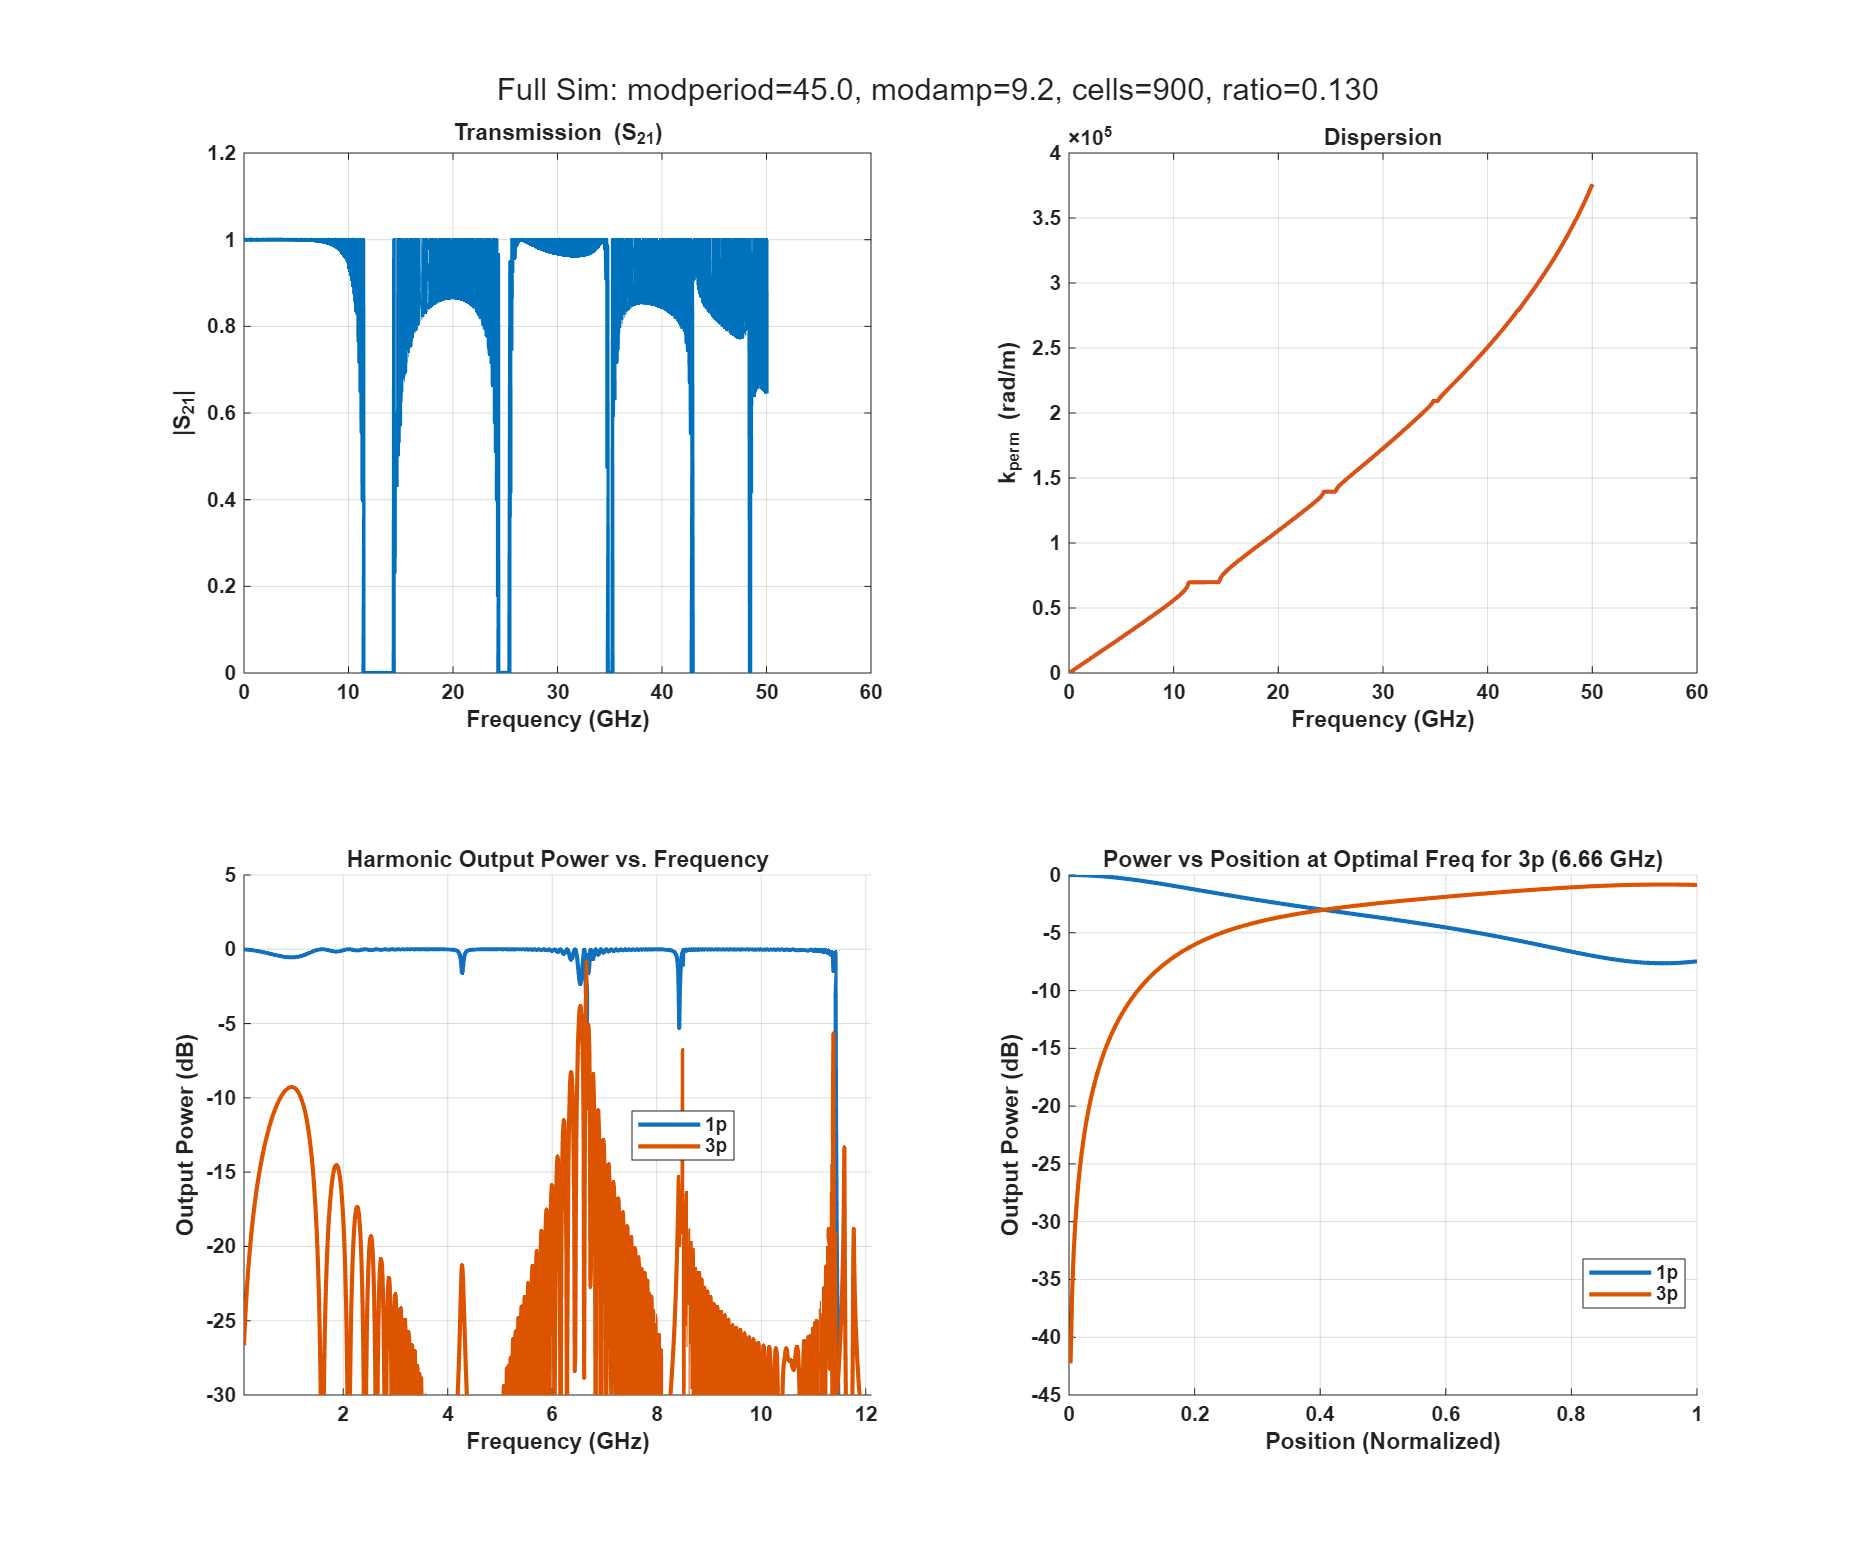 Full Sim: modperiod=45.0, modamp=9.2, cells=900, ratio=0.130
Transmission (S21)
1.2
1
0.8
0.6
0.4
0.2
0
|S21|
0 10 20 30 40 50 60
Frequency (GHz)
×10^5
Dispersion
4
3.5
3
2.5
2
1.5
1
0.5
0
kperm (rad/m)
0 10 20 30 40 50 60
Frequency (GHz)
Harmonic Output Power vs. Frequency
5
0
-5
-10
-15
-20
-25
-30
Output Power (dB)
1p
3p
2 4 6 8 10 12
Frequency (GHz)
Power vs Position at Optimal Freq for 3p (6.66 GHz)
0
-5
-10
-15
-20
-25
-30
-35
-40
-45
Output Power (dB)
1p
3p
0 0.2 0.4 0.6 0.8 1
Position (Normalized)